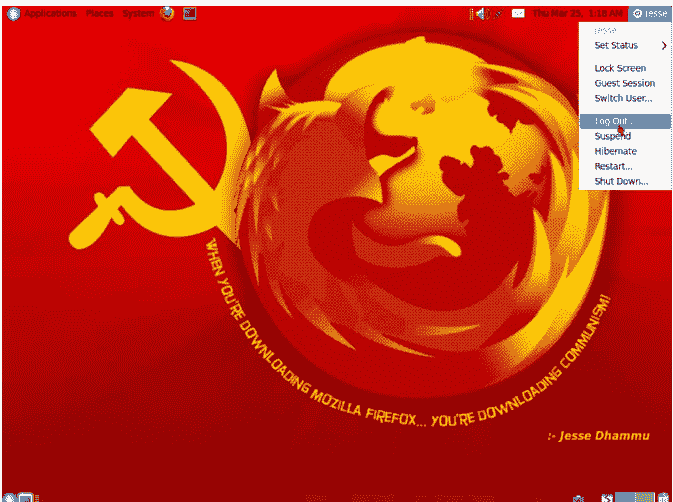 Applications Places System Thu Mar 25, 1:18 AM Jesse
Jesse
Set Status
Lock Screen
Guest Session
Switch User...
Log Out...
Suspend
Hibernate
Restart...
Shut Down...
WHEN YOU'RE DOWNLOADING MOZILLA FIREFOX... YOU'RE DOWNLOADING COMMUNISM!
:- Jesse Dhammu